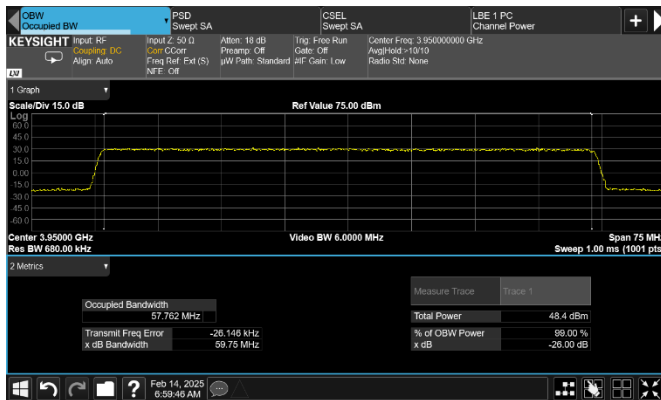 OBW
Occupied BW
PSD
Swept SA
CSEL
Swept SA
LBE 1 PC
Channel Power
KEYSIGHT
Input: RF
Coupling: DC
Align: Auto
Input Z: 50 Ω
Corr CCorr
Freq Ref: Ext (S)
NFE: Off
Atten: 18 dB
Preamp: Off
µW Path: Standard
Trig: Free Run
Gate: Off
#IF Gain: Low
Center Freq: 3.950000000 GHz
Avg|Hold:>10/10
Radio Std: None
LXI
1 Graph
Scale/Div 15.0 dB
Ref Value 75.00 dBm
Log
60.0
45.0
30.0
15.0
0.00
-15.0
-30.0
-45.0
-60.0
Center 3.95000 GHz
Video BW 6.0000 MHz
Span 75 MHz
Res BW 680.00 kHz
Sweep 1.00 ms (1001 pts
2 Metrics
Measure Trace
Trace 1
Occupied Bandwidth
57.762 MHz
Total Power
48.4 dBm
Transmit Freq Error
-26.146 kHz
% of OBW Power
99.00 %
x dB Bandwidth
59.75 MHz
x dB
-26.00 dB
Feb 14, 2025
6:59:46 AM